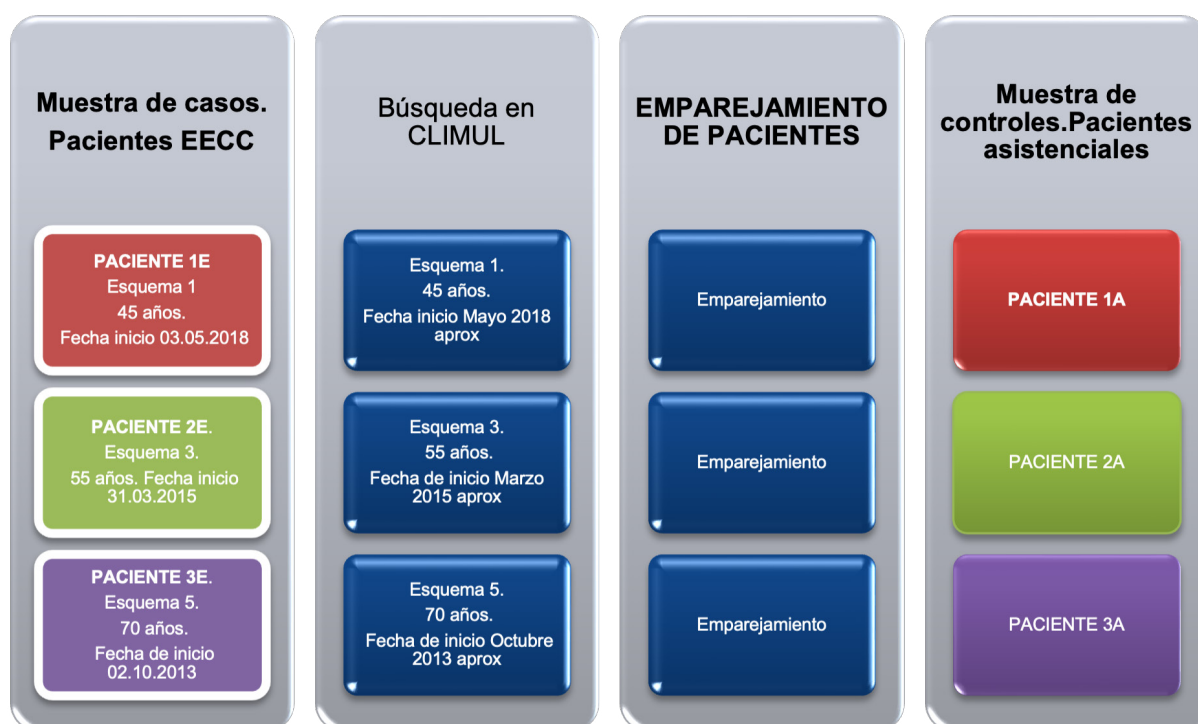 Muestra de casos.
Pacientes EECC
PACIENTE 1E
Esquema 1
45 años.
Fecha inicio 03.05.2018
PACIENTE 2E.
Esquema 3.
55 años. Fecha inicio
31.03.2015
PACIENTE 3E.
Esquema 5.
70 años.
Fecha de inicio
02.10.2013
Búsqueda en
CLIMUL
Esquema 1.
45 años.
Fecha inicio Mayo 2018
aprox
Esquema 3.
55 años.
Fecha de inicio Marzo
2015 aprox
Esquema 5.
70 años.
Fecha de inicio Octubre
2013 aprox
EMPAREJAMIENTO
DE PACIENTES
Emparejamiento
Emparejamiento
Emparejamiento
Muestra de
controles.Pacientes
asistenciales
PACIENTE 1A
PACIENTE 2A
PACIENTE 3A